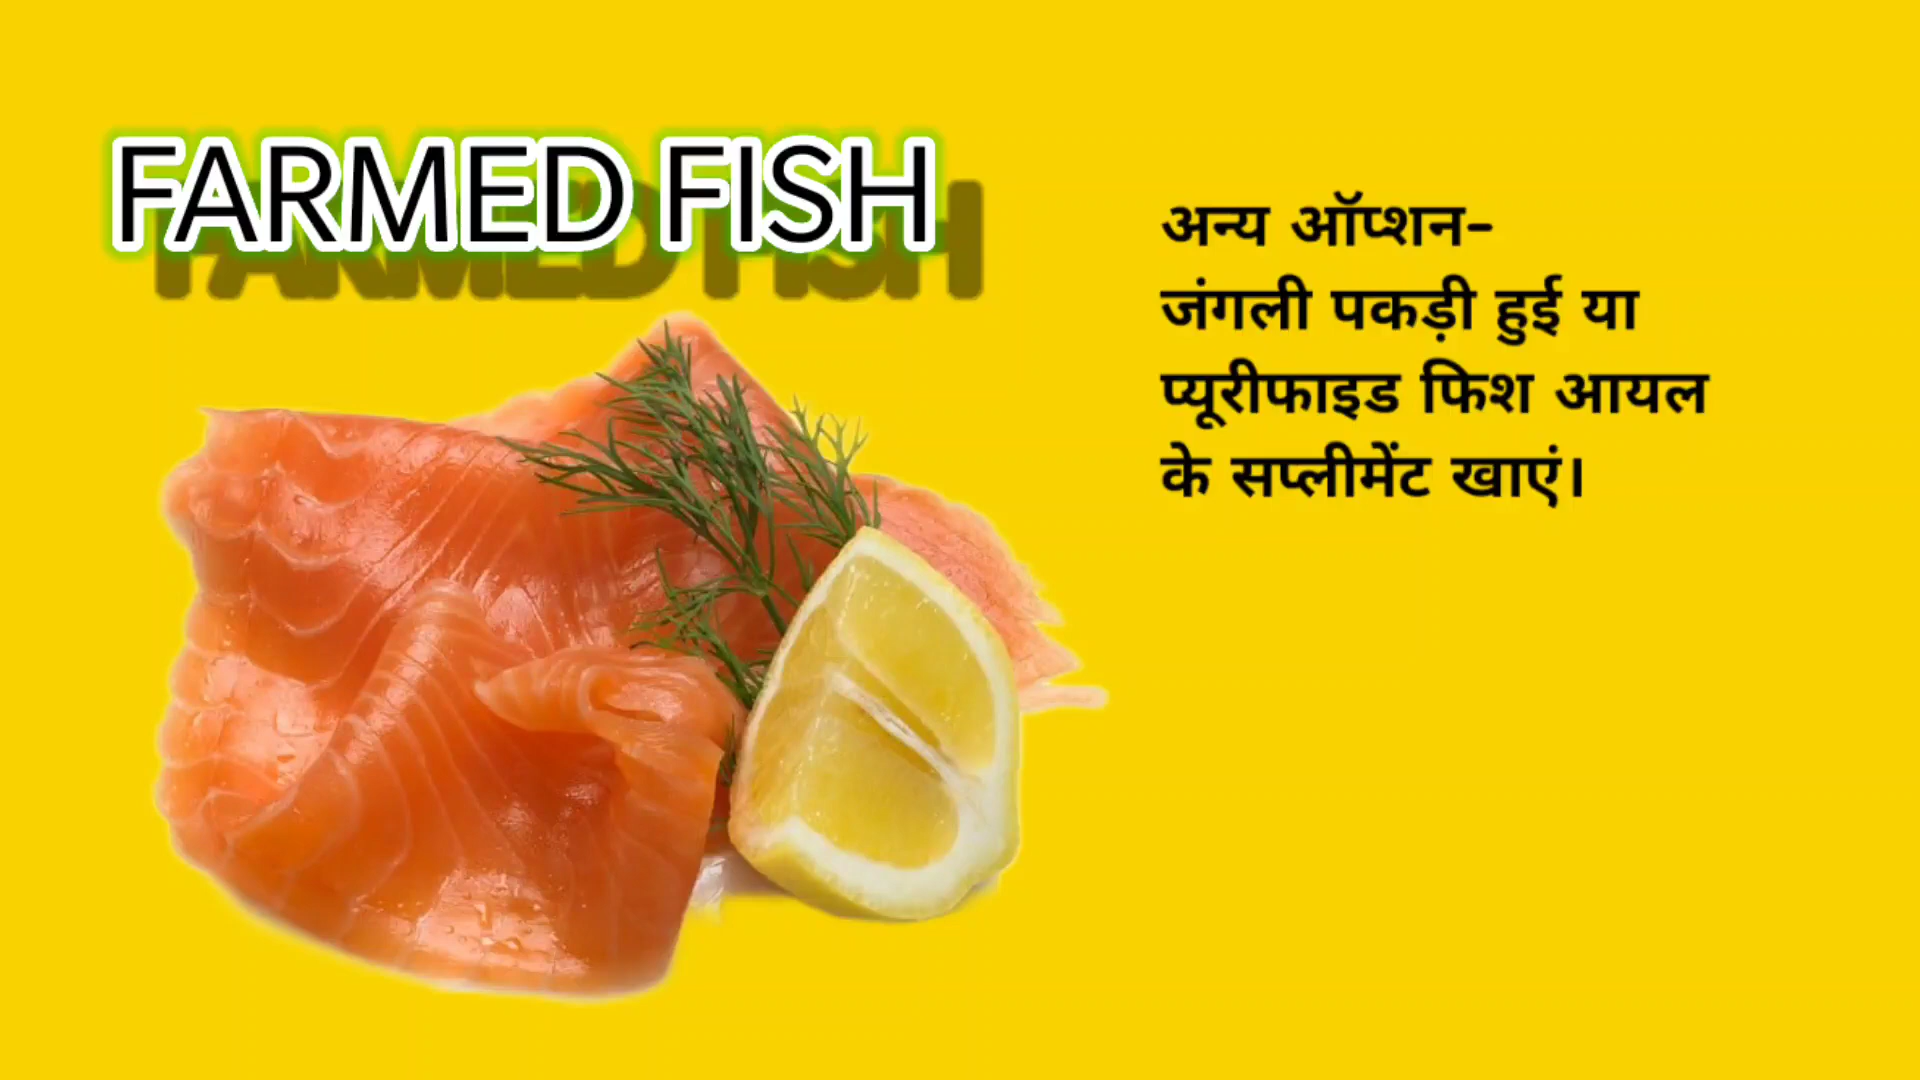 FARMED FISH
अन्य ऑप्शन-
जंगली पकड़ी हुई या
प्यूरीफाइड फिश आयल
के सप्लीमेंट खाएं।